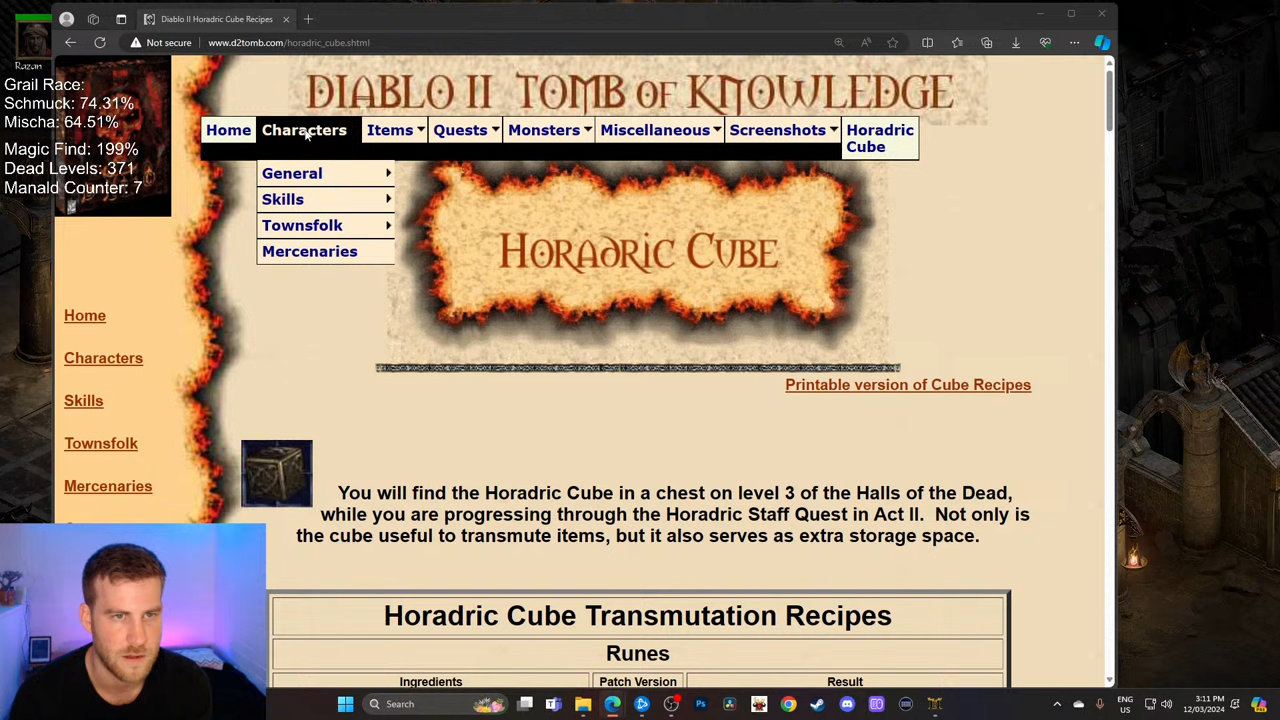 Diablo II Horadric Cube Recipes
Not secure
www.d2tomb.com/horadric_cube.shtml
Razan
Grail Race:
Schmuck: 74.31%
Mischa: 64.51%
Magic Find: 199%
Dead Levels: 371
Manald Counter: 7
DIABLO II TOMB OF KNOWLEDGE
Home
Characters
Items
Quests
Monsters
Miscellaneous
Screenshots
Horadric
Cube
General
Skills
Townsfolk
Mercenaries
HORADRIC CUBE
Printable version of Cube Recipes
Home
Characters
Skills
Townsfolk
Mercenaries
You will find the Horadric Cube in a chest on level 3 of the Halls of the Dead,
while you are progressing through the Horadric Staff Quest in Act II. Not only is
the cube useful to transmute items, but it also serves as extra storage space.
Horadric Cube Transmutation Recipes
Runes
Ingredients
Patch Version
Result
Search
ENG
US
3:11 PM
12/03/2024